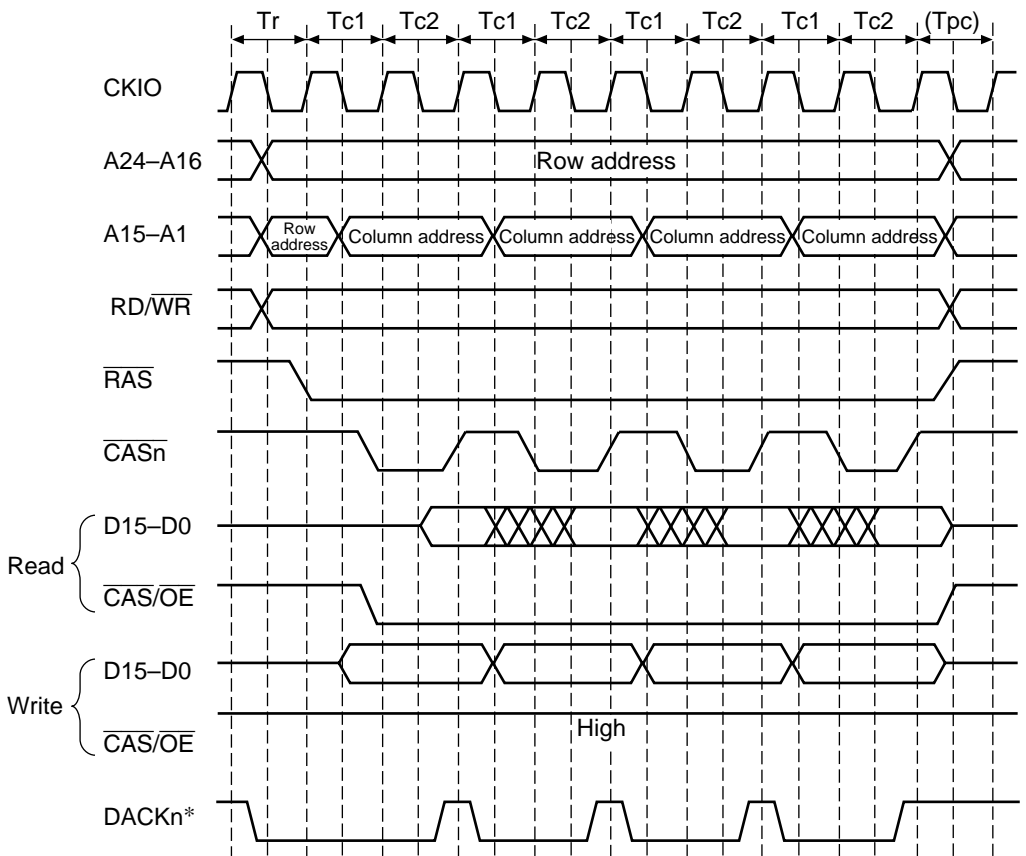 Tr Tc1 Tc2 Tc1 Tc2 Tc1 Tc2 Tc1 Tc2 (Tpc)
CKIO
A24–A16
Row address
A15–A1
Row address
Column address Column address Column address Column address
RD/WR
RAS
CASn
Read
D15–D0
CAS/OE
Write
D15–D0
High
CAS/OE
DACKn*